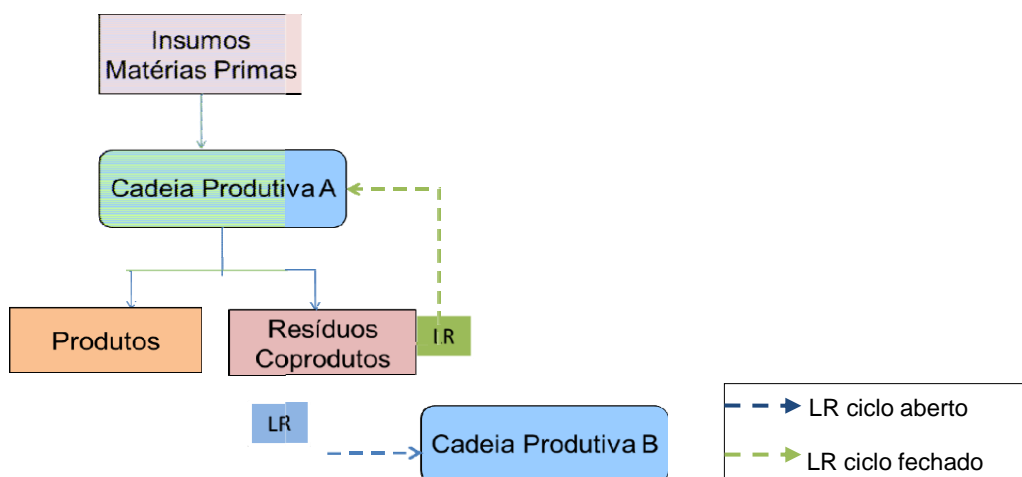 Insumos
Matérias Primas
Cadeia Produtiva A
Produtos
Resíduos
Coprodutos
LR
LR
Cadeia Produtiva B
LR ciclo aberto
LR ciclo fechado